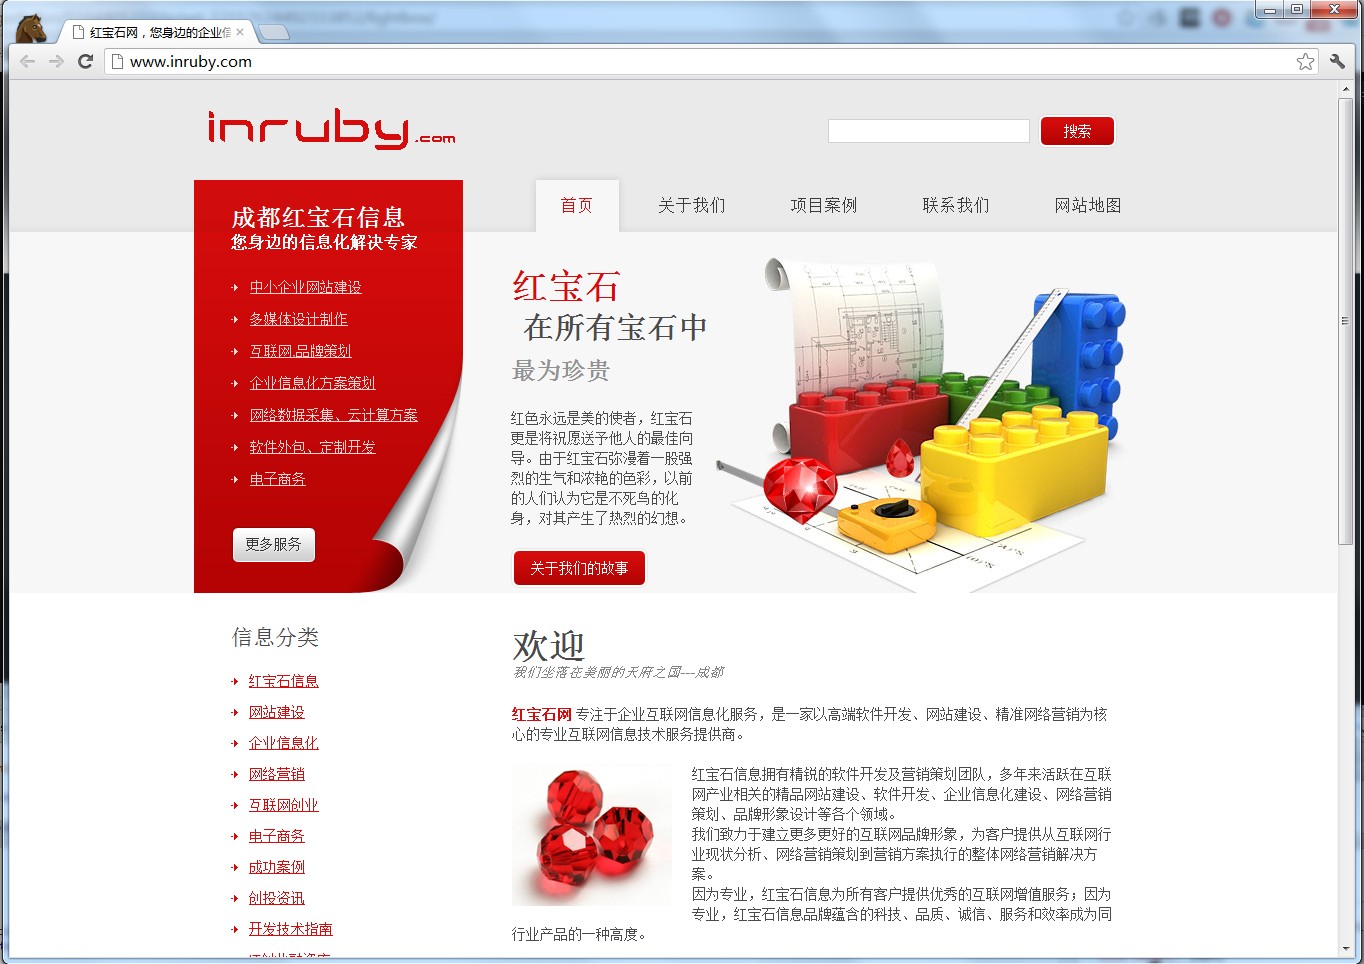 红宝石网，您身边的企业信
www.inruby.com
inruby.com
搜索
首页
关于我们
项目案例
联系我们
网站地图
成都红宝石信息
您身边的信息化解决专家
中小企业网站建设
多媒体设计制作
互联网.品牌策划
企业信息化方案策划
网络数据采集、云计算方案
软件外包、定制开发
电子商务
更多服务
红宝石
在所有宝石中
最为珍贵
红色永远是美的使者，红宝石
更是将祝愿送予他人的最佳向
导。由于红宝石弥漫着一股强
烈的生气和浓艳的色彩，以前
的人们认为它是不死鸟的化
身，对其产生了热烈的幻想。
关于我们的故事
信息分类
红宝石信息
网站建设
企业信息化
网络营销
互联网创业
电子商务
成功案例
创投资讯
开发技术指南
欢迎
我们坐落在美丽的天府之国---成都
红宝石网 专注于企业互联网信息化服务，是一家以高端软件开发、网站建设、精准网络营销为核
心的专业互联网信息技术服务提供商。
红宝石信息拥有精锐的软件开发及营销策划团队，多年来活跃在互联
网产业相关的精品网站建设、软件开发、企业信息化建设、网络营销
策划、品牌形象设计等各个领域。
我们致力于建立更多更好的互联网品牌形象，为客户提供从互联网行
业现状分析、网络营销策划到营销方案执行的整体网络营销解决方
案。
因为专业，红宝石信息为所有客户提供优秀的互联网增值服务；因为
专业，红宝石信息品牌蕴含的科技、品质、诚信、服务和效率成为同
行业产品的一种高度。